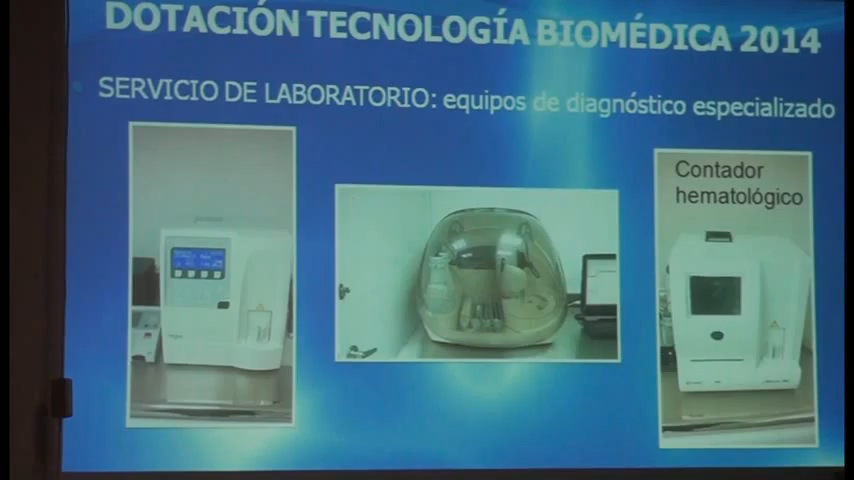 DOTACIÓN TECNOLOGÍA BIOMÉDICA 2014
SERVICIO DE LABORATORIO: equipos de diagnóstico especializado
Contador
hematológico